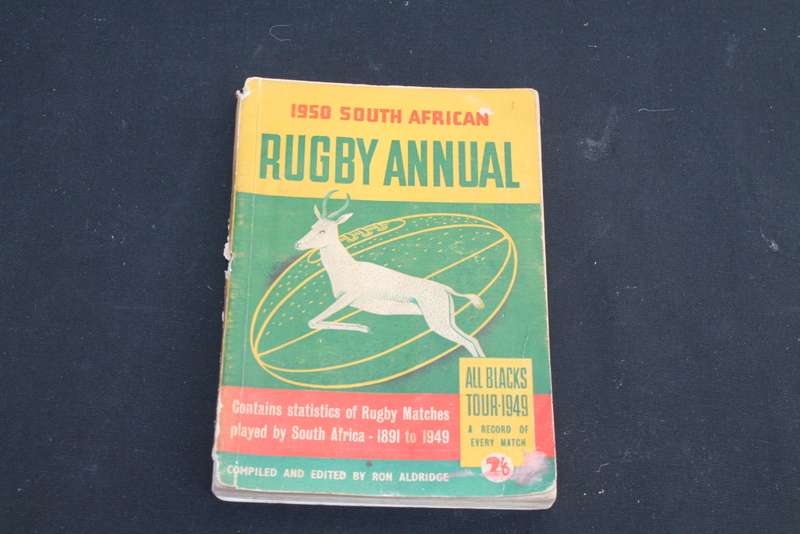 1950 SOUTH AFRICAN
RUGBY ANNUAL
ALL BLACKS
TOUR-1949
A RECORD OF
EVERY MATCH
2/6
Contains statistics of Rugby Matches
played by South Africa - 1891 to 1949
COMPILED AND EDITED BY RON ALDRIDGE